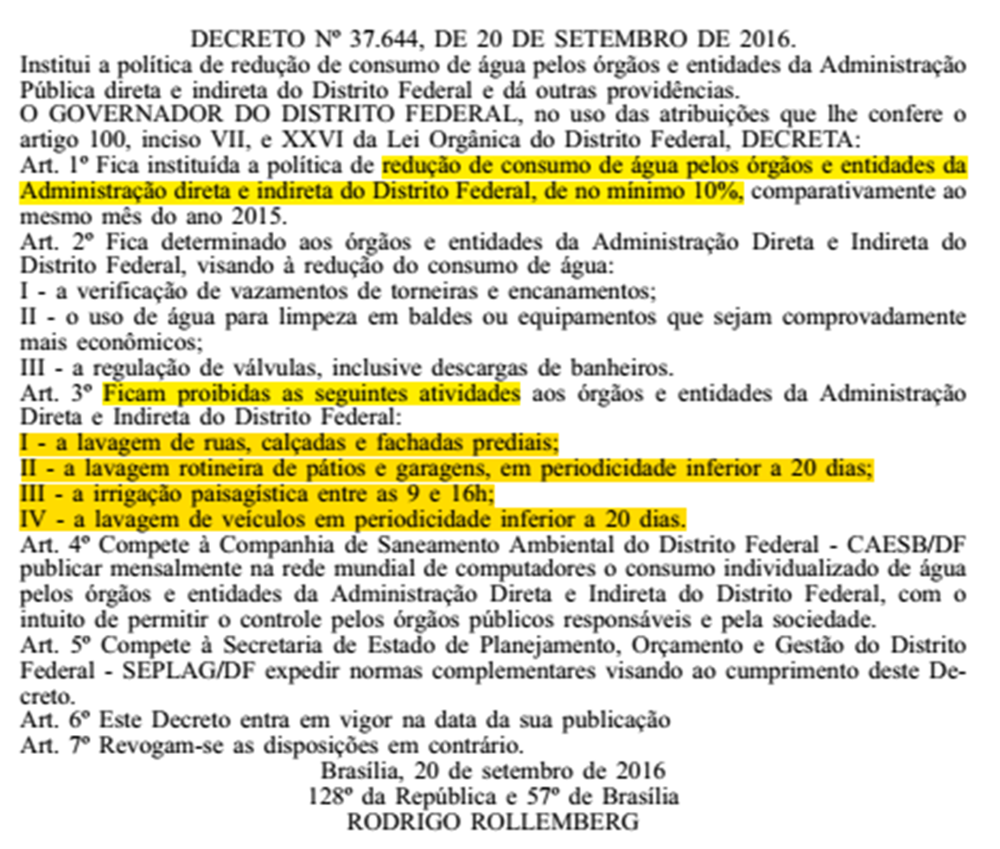 DECRETO Nº 37.644, DE 20 DE SETEMBRO DE 2016.
Institui a política de redução de consumo de água pelos órgãos e entidades da Administração
Pública direta e indireta do Distrito Federal e dá outras providências.
O GOVERNADOR DO DISTRITO FEDERAL, no uso das atribuições que lhe confere o
artigo 100, inciso VII, e XXVI da Lei Orgânica do Distrito Federal, DECRETA:
Art. 1º Fica instituída a política de redução de consumo de água pelos órgãos e entidades da
Administração direta e indireta do Distrito Federal, de no mínimo 10%, comparativamente ao
mesmo mês do ano 2015.
Art. 2º Fica determinado aos órgãos e entidades da Administração Direta e Indireta do
Distrito Federal, visando à redução do consumo de água:
I - a verificação de vazamentos de torneiras e encanamentos;
II - o uso de água para limpeza em baldes ou equipamentos que sejam comprovadamente
mais econômicos;
III - a regulação de válvulas, inclusive descargas de banheiros.
Art. 3º Ficam proibidas as seguintes atividades aos órgãos e entidades da Administração
Direta e Indireta do Distrito Federal:
I - a lavagem de ruas, calçadas e fachadas prediais;
II - a lavagem rotineira de pátios e garagens, em periodicidade inferior a 20 dias;
III - a irrigação paisagística entre as 9 e 16h;
IV - a lavagem de veículos em periodicidade inferior a 20 dias.
Art. 4º Compete à Companhia de Saneamento Ambiental do Distrito Federal - CAESB/DF
publicar mensalmente na rede mundial de computadores o consumo individualizado de água
pelos órgãos e entidades da Administração Direta e Indireta do Distrito Federal, com o
intuito de permitir o controle pelos órgãos públicos responsáveis e pela sociedade.
Art. 5º Compete à Secretaria de Estado de Planejamento, Orçamento e Gestão do Distrito
Federal - SEPLAG/DF expedir normas complementares visando ao cumprimento deste De-
creto.
Art. 6º Este Decreto entra em vigor na data da sua publicação
Art. 7º Revogam-se as disposições em contrário.
Brasília, 20 de setembro de 2016
128º da República e 57º de Brasília
RODRIGO ROLLEMBERG